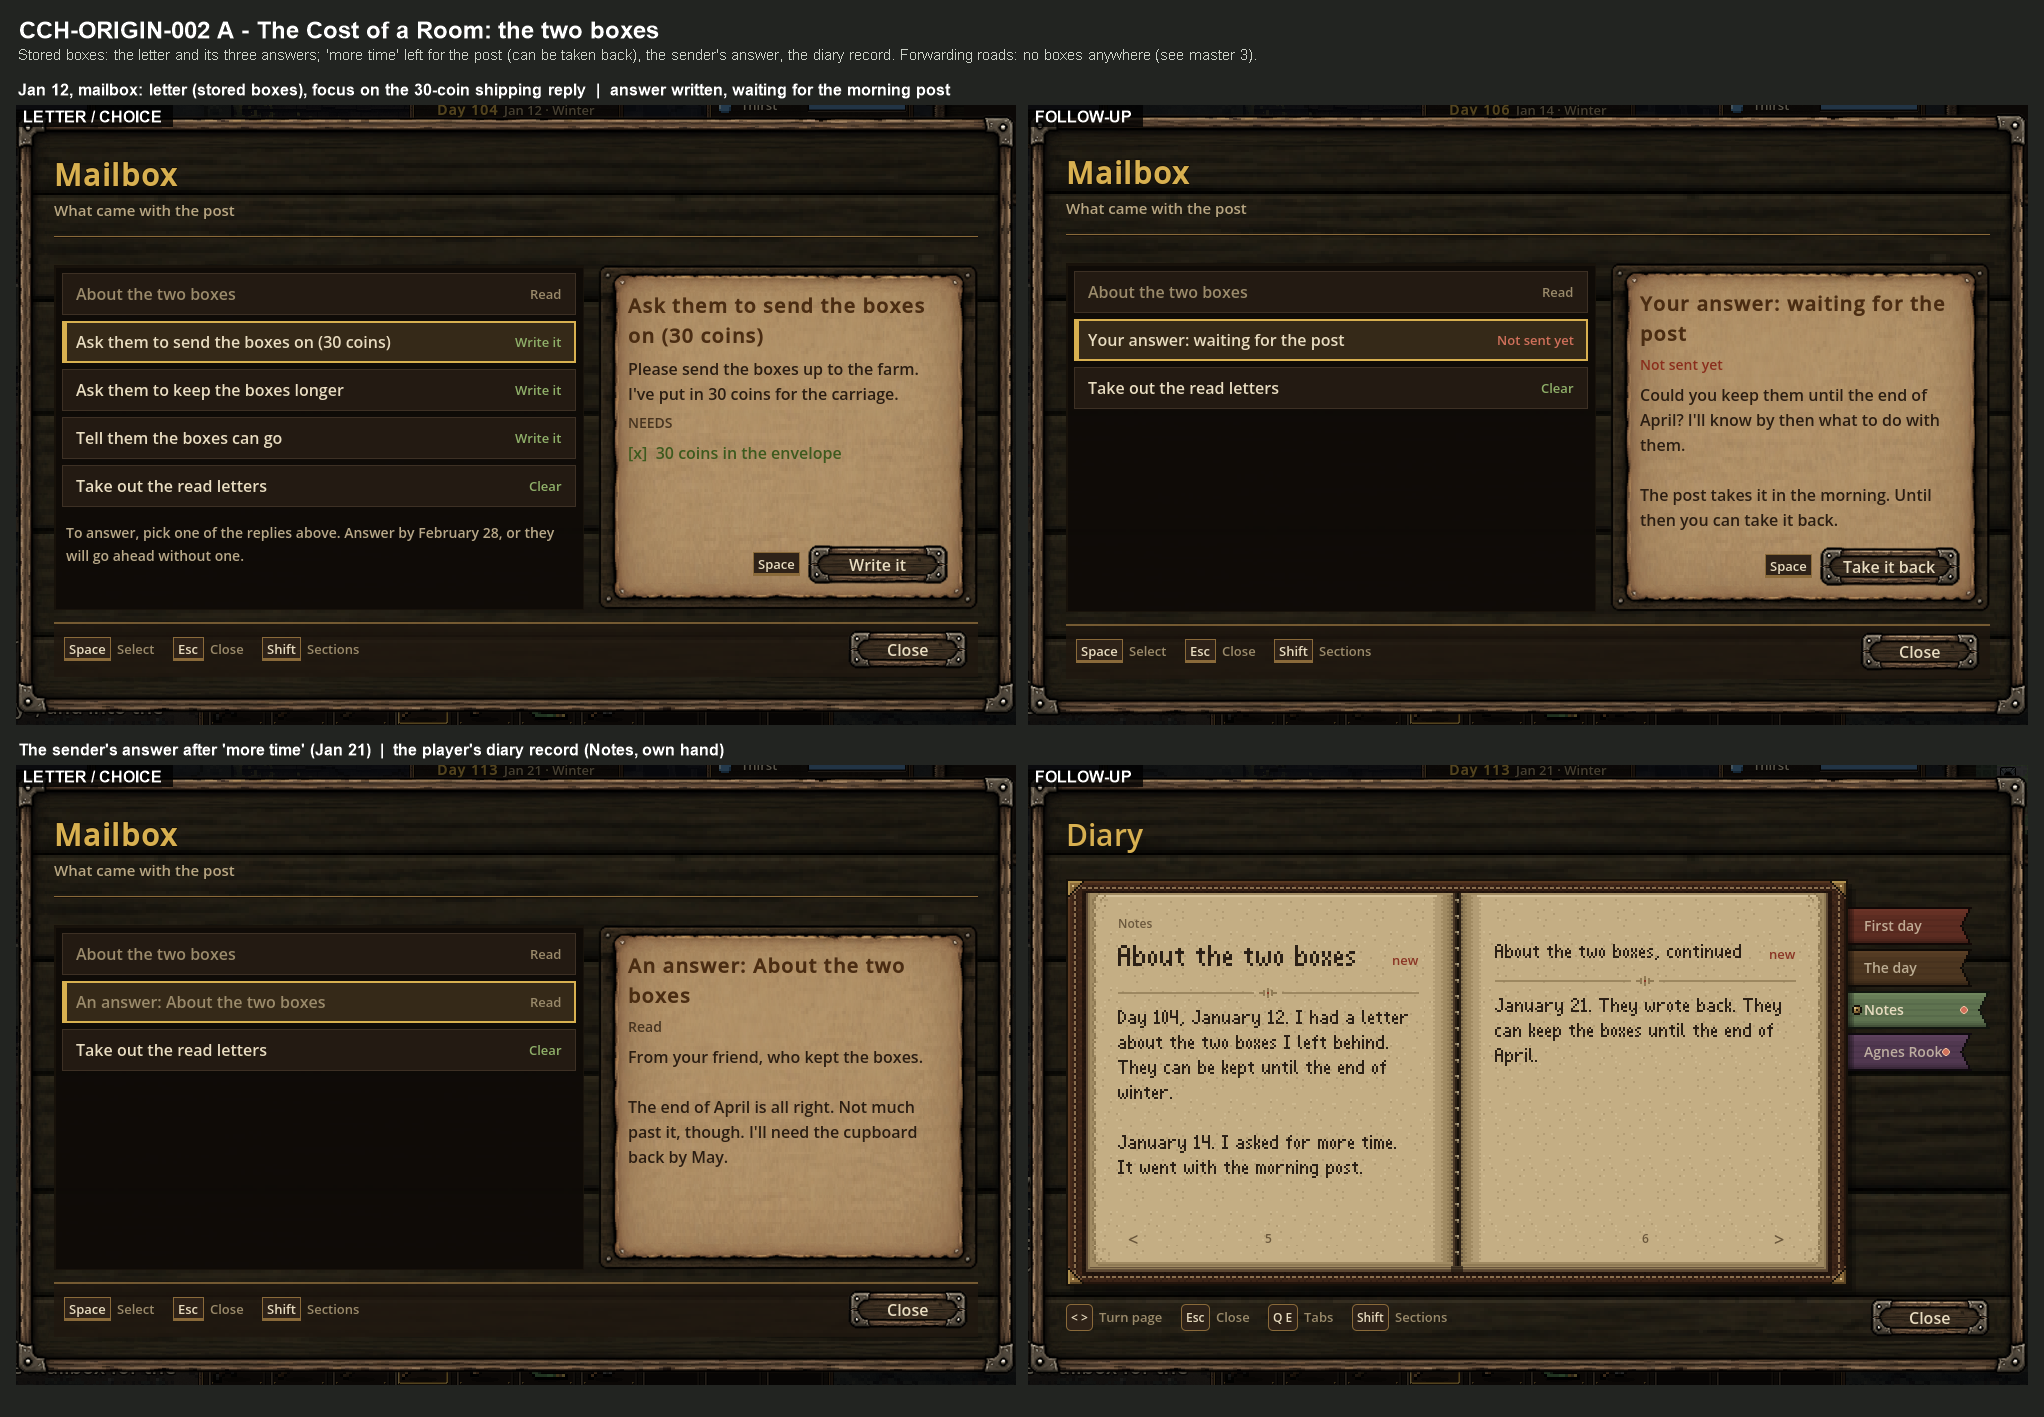 CCH-ORIGIN-002 A - The Cost of a Room: the two boxes
Stored boxes: the letter and its three answers; 'more time' left for the post (can be taken back), the sender's answer, the diary record. Forwarding roads: no boxes anywhere (see master 3).
Jan 12, mailbox: letter (stored boxes), focus on the 30-coin shipping reply | answer written, waiting for the morning post
LETTER / CHOICE
Day 104 Jan 12 · Winter
Thirst
Mailbox
What came with the post
About the two boxes Read
Ask them to send the boxes on (30 coins) Write it
Ask them to keep the boxes longer Write it
Tell them the boxes can go Write it
Take out the read letters Clear
To answer, pick one of the replies above. Answer by February 28, or they
will go ahead without one.
Ask them to send the boxes
on (30 coins)
Please send the boxes up to the farm.
I've put in 30 coins for the carriage.
NEEDS
[x] 30 coins in the envelope
Space Write it
Space Select Esc Close Shift Sections Close
FOLLOW-UP
Day 106 Jan 14 · Winter
Thirst
Mailbox
What came with the post
About the two boxes Read
Your answer: waiting for the post Not sent yet
Take out the read letters Clear
Your answer: waiting for the
post
Not sent yet
Could you keep them until the end of
April? I'll know by then what to do with
them.
The post takes it in the morning. Until
then you can take it back.
Space Take it back
Space Select Esc Close Shift Sections Close
The sender's answer after 'more time' (Jan 21) | the player's diary record (Notes, own hand)
LETTER / CHOICE
Day 113 Jan 21 · Winter
Thirst
Mailbox
What came with the post
About the two boxes Read
An answer: About the two boxes Read
Take out the read letters Clear
An answer: About the two
boxes
Read
From your friend, who kept the boxes.
The end of April is all right. Not much
past it, though. I'll need the cupboard
back by May.
Space Select Esc Close Shift Sections Close
FOLLOW-UP
Day 113 Jan 21 · Winter
Thirst
Diary
Notes
About the two boxes new
Day 104, January 12. I had a letter
about the two boxes I left behind.
They can be kept until the end of
winter.
January 14. I asked for more time.
It went with the morning post.
< 5
About the two boxes, continued new
January 21. They wrote back. They
can keep the boxes until the end of
April.
6 >
First day
The day
Notes
Agnes Rook
< > Turn page Esc Close Q E Tabs Shift Sections Close